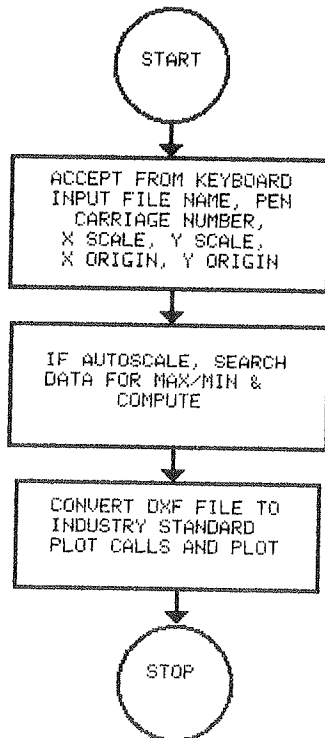 START
ACCEPT FROM KEYBOARD
INPUT FILE NAME, PEN
CARRIAGE NUMBER,
X SCALE, Y SCALE,
X ORIGIN, Y ORIGIN
IF AUTOSCALE, SEARCH
DATA FOR MAX/MIN &
COMPUTE
CONVERT DXF FILE TO
INDUSTRY STANDARD
PLOT CALLS AND PLOT
STOP